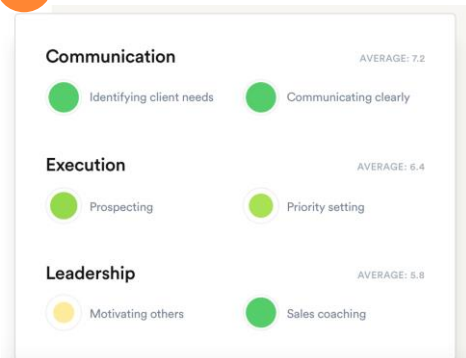 Communication
AVERAGE: 7.2
Identifying client needs
Communicating clearly
Execution
AVERAGE: 6.4
Prospecting
Priority setting
Leadership
AVERAGE: 5.8
Motivating others
Sales coaching